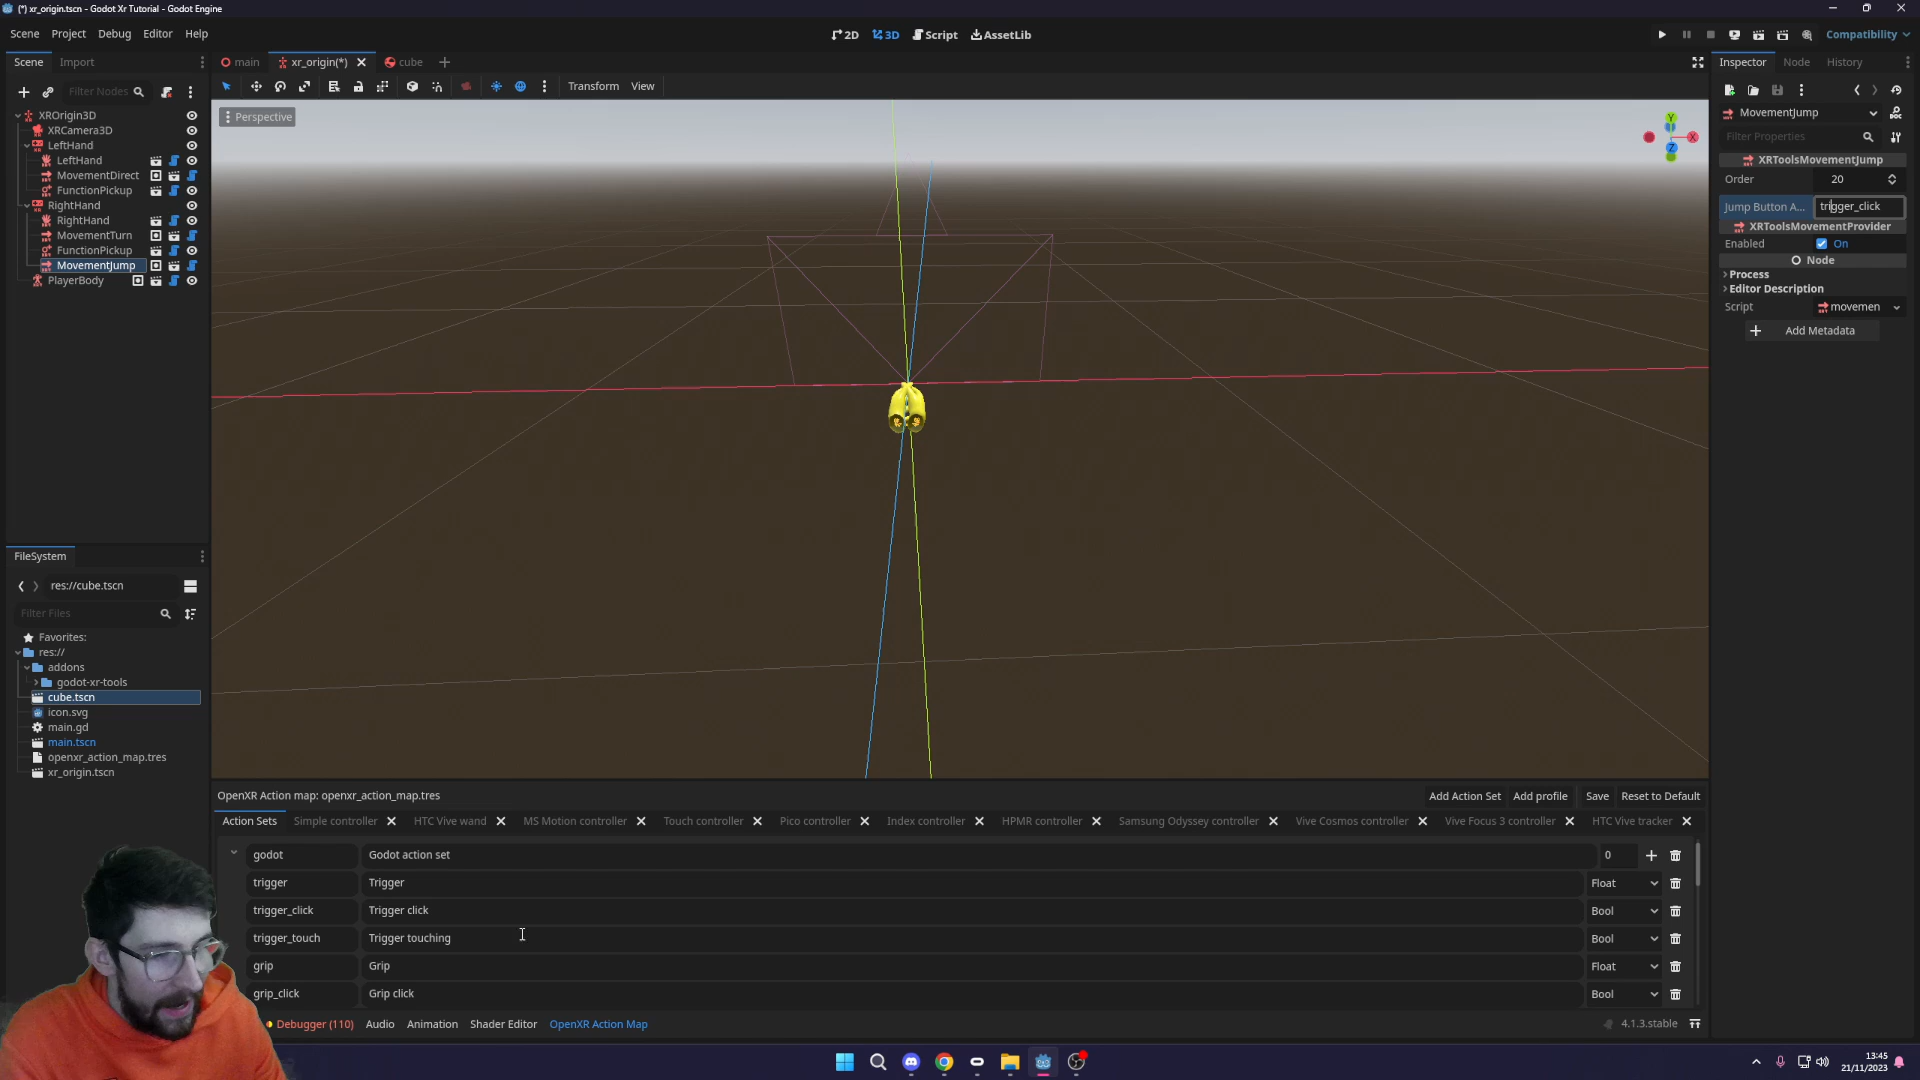 (*) xr_origin.tscn - Godot Xr Tutorial - Godot Engine
Scene Project Debug Editor Help
2D 3D Script AssetLib
Compatibility
Scene Import
main xr_origin(*) cube
Inspector Node History
Filter Nodes
Transform View
XROrigin3D
XRCamera3D
LeftHand
LeftHand
MovementDirect
FunctionPickup
RightHand
RightHand
MovementTurn
FunctionPickup
MovementJump
PlayerBody
Perspective
Y
X
Z
MovementJump
Filter Properties
XRToolsMovementJump
Order 20
Jump Button A... trigger_click
XRToolsMovementProvider
Enabled On
Node
Process
Editor Description
Script movemen
Add Metadata
FileSystem
res://cube.tscn
Filter Files
Favorites:
res://
addons
godot-xr-tools
cube.tscn
icon.svg
main.gd
main.tscn
openxr_action_map.tres
xr_origin.tscn
OpenXR Action map: openxr_action_map.tres
Add Action Set Add profile Save Reset to Default
Action Sets Simple controller HTC Vive wand MS Motion controller Touch controller Pico controller Index controller HPMR controller Samsung Odyssey controller Vive Cosmos controller Vive Focus 3 controller HTC Vive tracker
godot Godot action set 0
trigger Trigger Float
trigger_click Trigger click Bool
trigger_touch Trigger touching Bool
grip Grip Float
grip_click Grip click Bool
Debugger (110) Audio Animation Shader Editor OpenXR Action Map
4.1.3.stable
13:45
21/11/2023